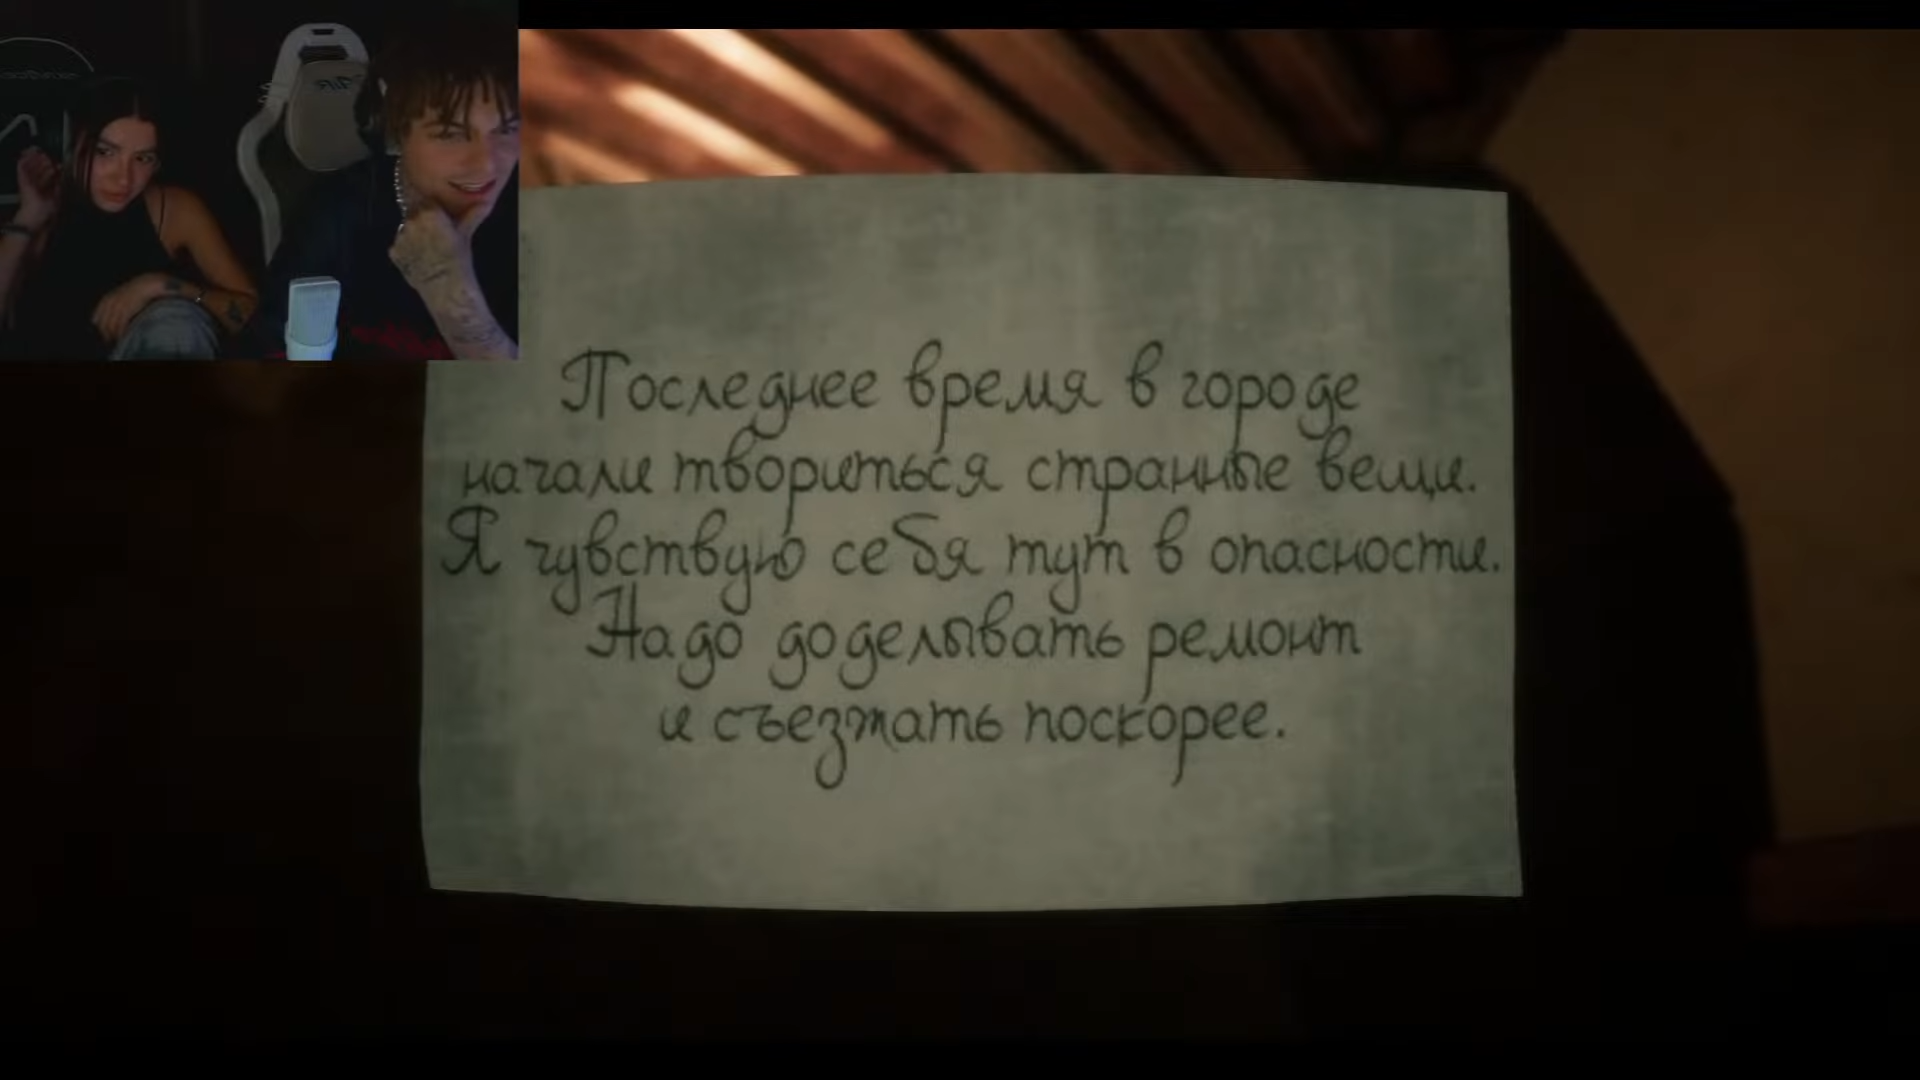 Последнее время в городе
начали твориться странные вещи.
Я чувствую себя тут в опасности.
Надо доделывать ремонт
и съезжать поскорее.